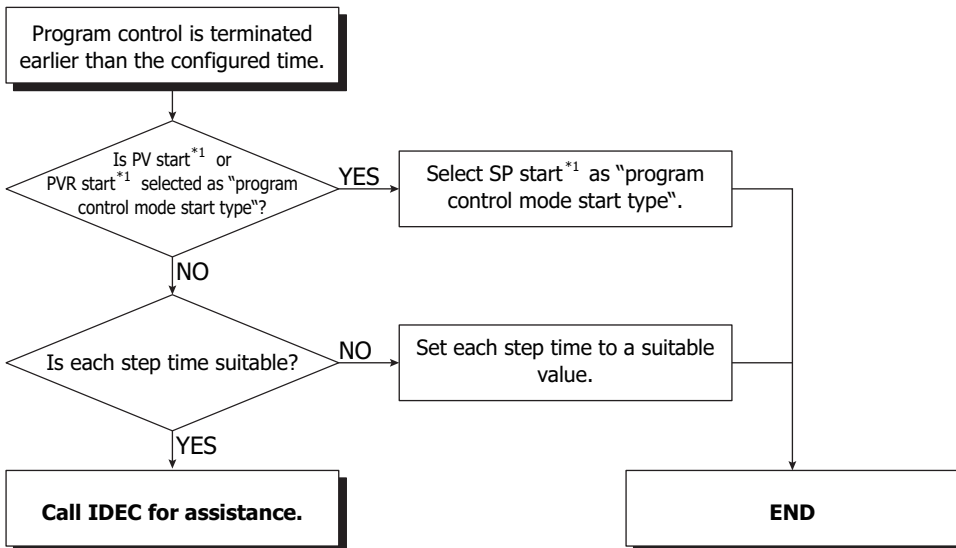 Program control is terminated
earlier than the configured time.
Is PV start*1 or
PVR start*1 selected as "program
control mode start type"?
YES
Select SP start*1 as "program
control mode start type".
NO
Is each step time suitable?
NO
Set each step time to a suitable
value.
YES
Call IDEC for assistance.
END